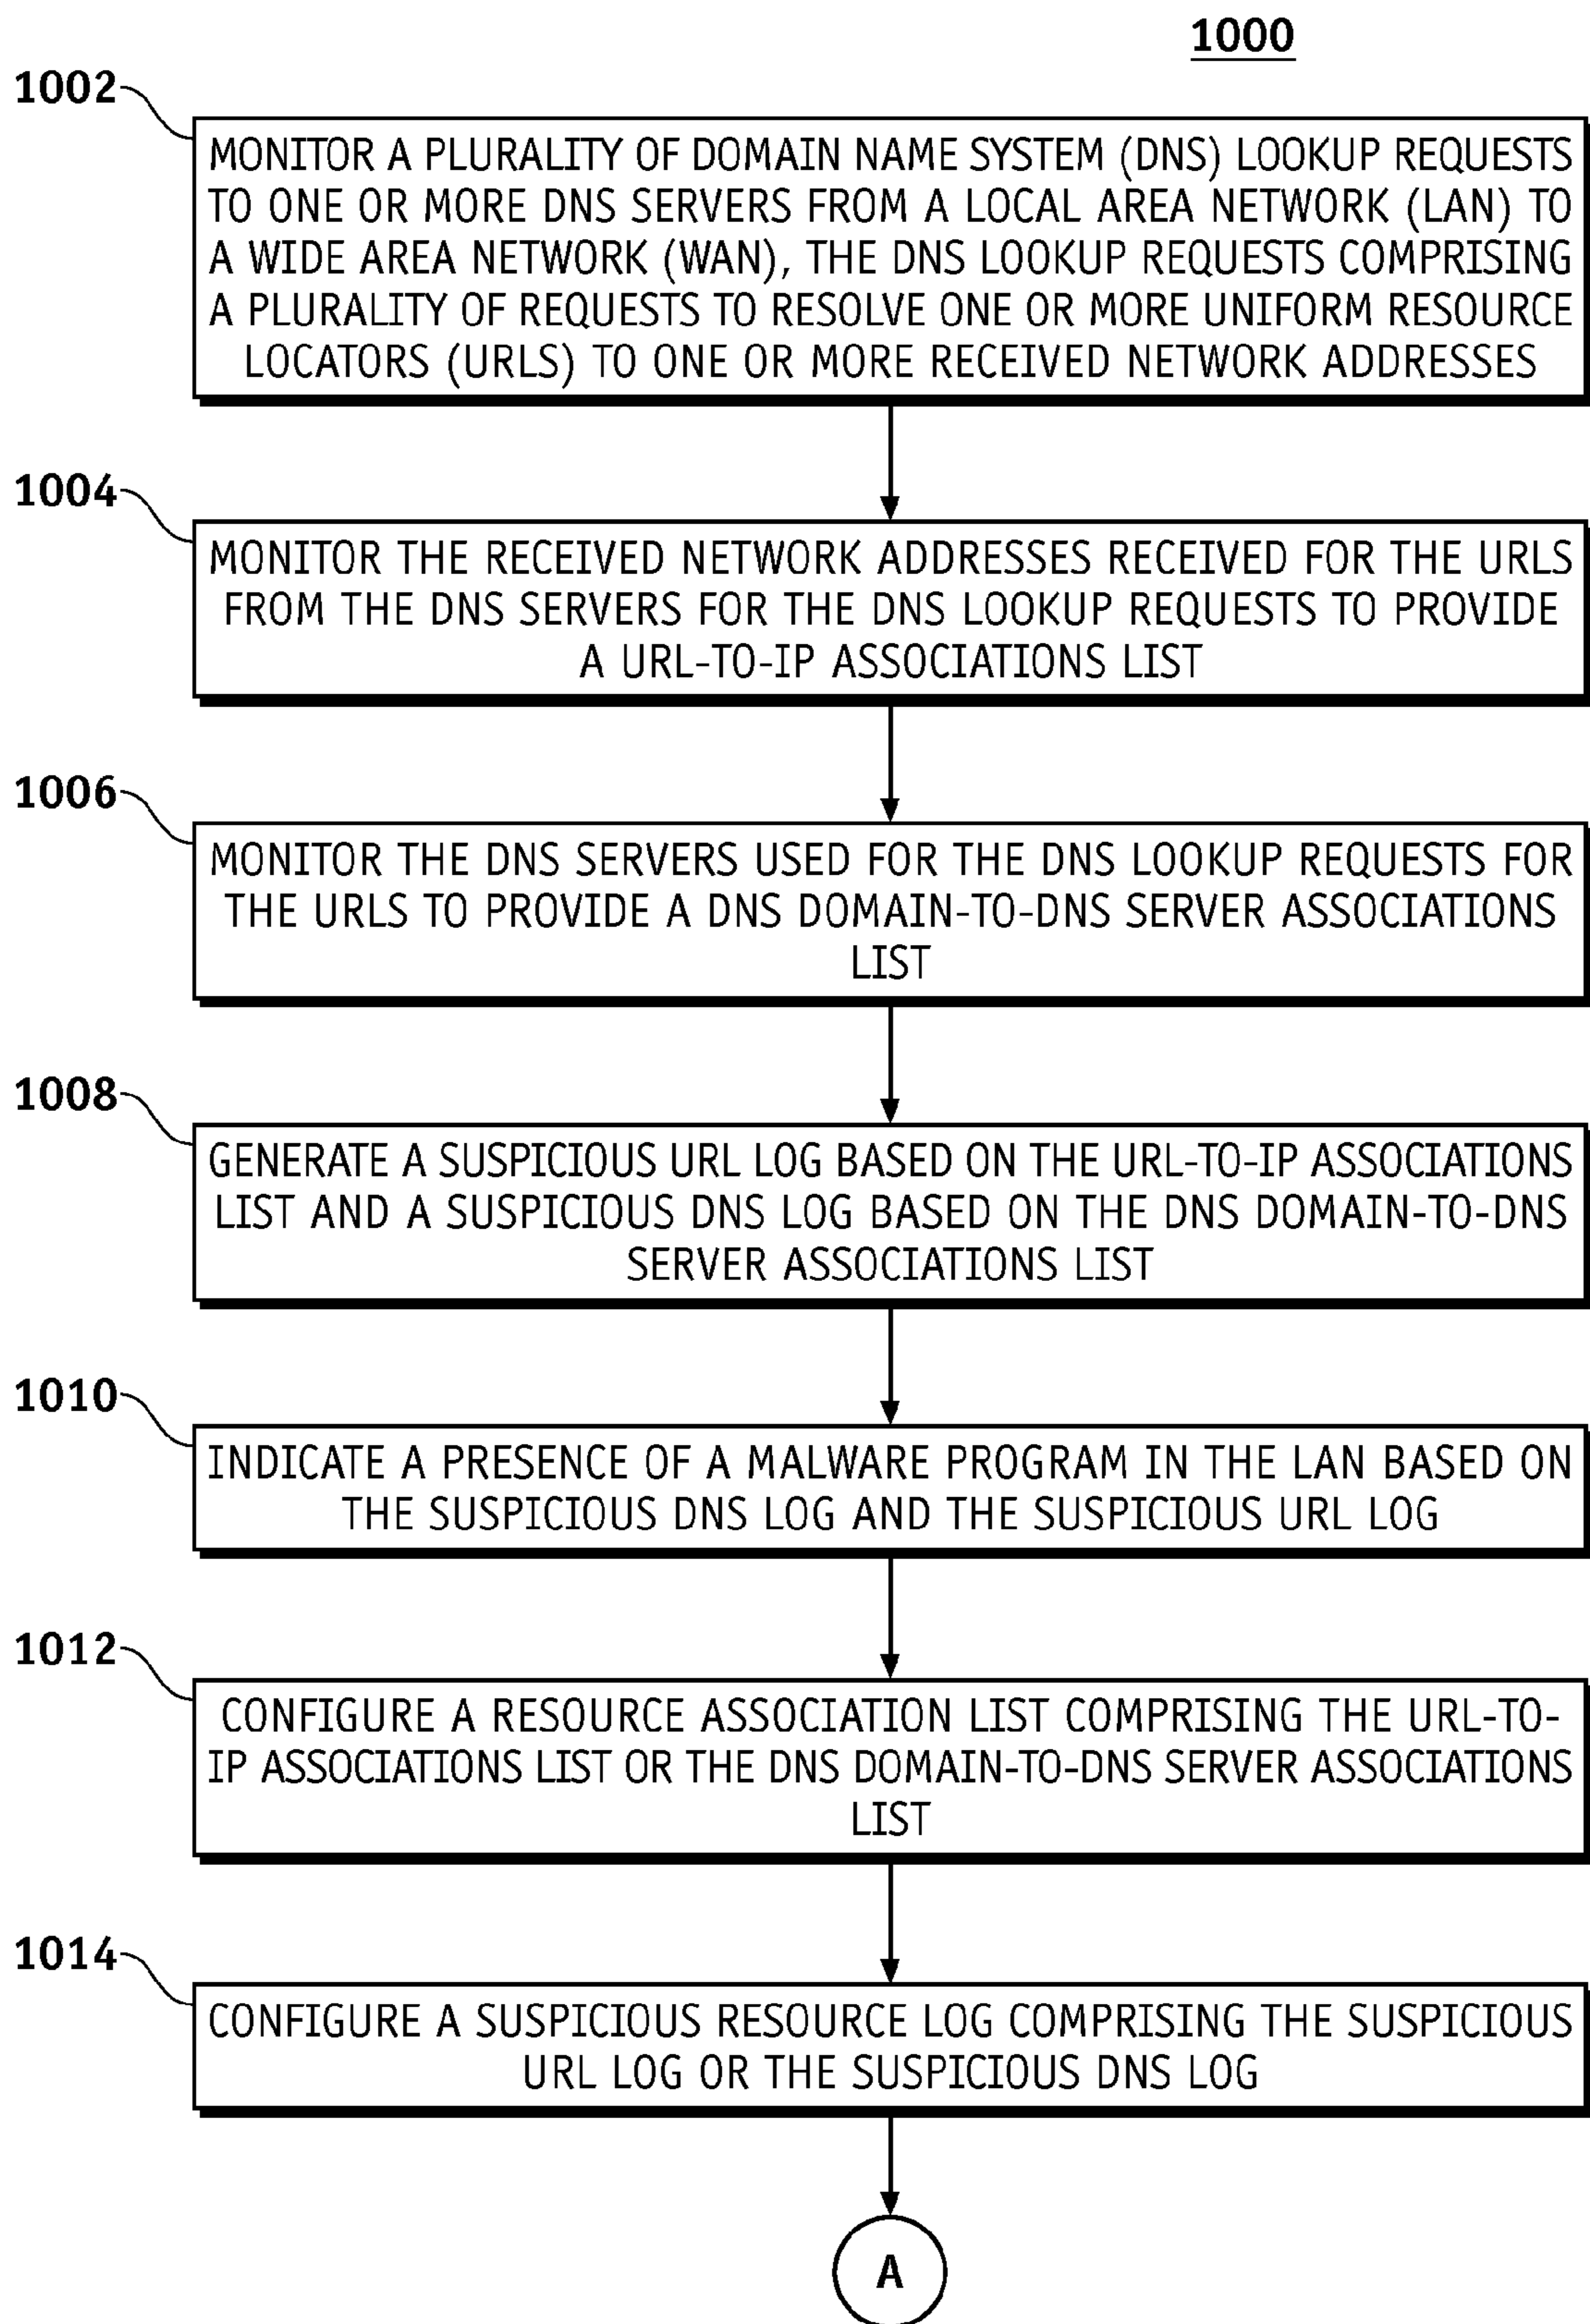 1000
1002
MONITOR A PLURALITY OF DOMAIN NAME SYSTEM (DNS) LOOKUP REQUESTS
TO ONE OR MORE DNS SERVERS FROM A LOCAL AREA NETWORK (LAN) TO
A WIDE AREA NETWORK (WAN), THE DNS LOOKUP REQUESTS COMPRISING
A PLURALITY OF REQUESTS TO RESOLVE ONE OR MORE UNIFORM RESOURCE
LOCATORS (URLS) TO ONE OR MORE RECEIVED NETWORK ADDRESSES
1004
MONITOR THE RECEIVED NETWORK ADDRESSES RECEIVED FOR THE URLS
FROM THE DNS SERVERS FOR THE DNS LOOKUP REQUESTS TO PROVIDE
A URL-TO-IP ASSOCIATIONS LIST
1006
MONITOR THE DNS SERVERS USED FOR THE DNS LOOKUP REQUESTS FOR
THE URLS TO PROVIDE A DNS DOMAIN-TO-DNS SERVER ASSOCIATIONS
LIST
1008
GENERATE A SUSPICIOUS URL LOG BASED ON THE URL-TO-IP ASSOCIATIONS
LIST AND A SUSPICIOUS DNS LOG BASED ON THE DNS DOMAIN-TO-DNS
SERVER ASSOCIATIONS LIST
1010
INDICATE A PRESENCE OF A MALWARE PROGRAM IN THE LAN BASED ON
THE SUSPICIOUS DNS LOG AND THE SUSPICIOUS URL LOG
1012
CONFIGURE A RESOURCE ASSOCIATION LIST COMPRISING THE URL-TO-
IP ASSOCIATIONS LIST OR THE DNS DOMAIN-TO-DNS SERVER ASSOCIATIONS
LIST
1014
CONFIGURE A SUSPICIOUS RESOURCE LOG COMPRISING THE SUSPICIOUS
URL LOG OR THE SUSPICIOUS DNS LOG
A